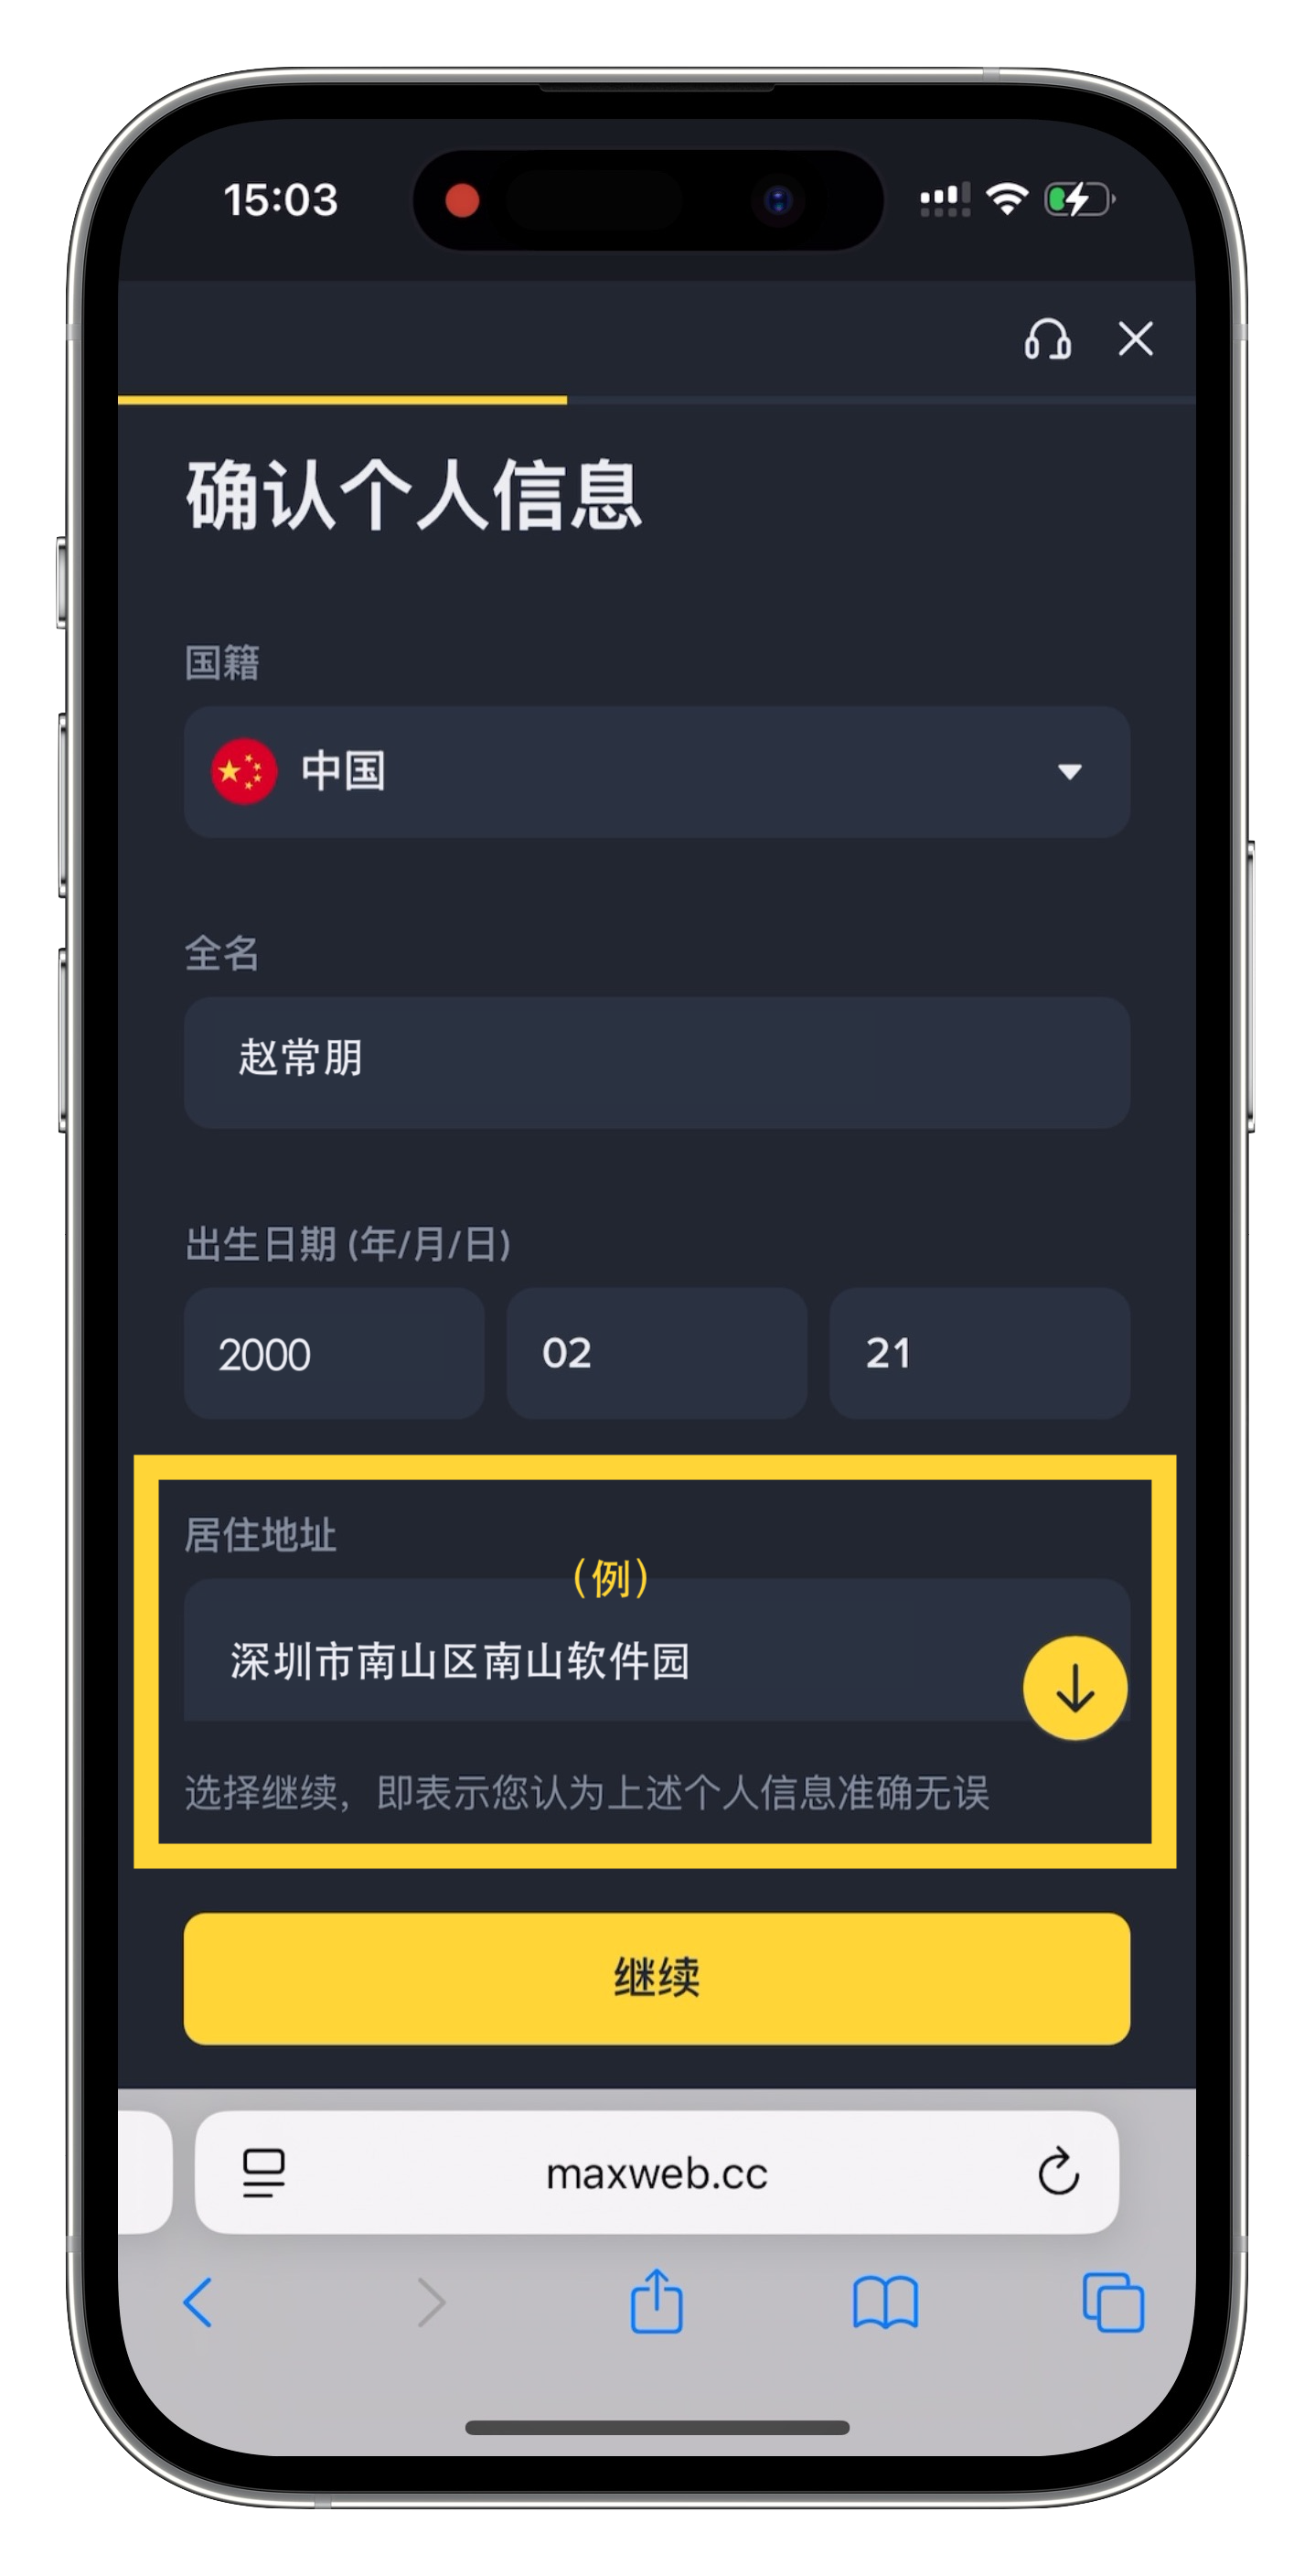 15:03
确认个人信息
国籍
中国
全名
赵常朋
出生日期 (年/月/日)
2000 02 21
居住地址
（例）
深圳市南山区南山软件园
选择继续，即表示您认为上述个人信息准确无误
继续
maxweb.cc